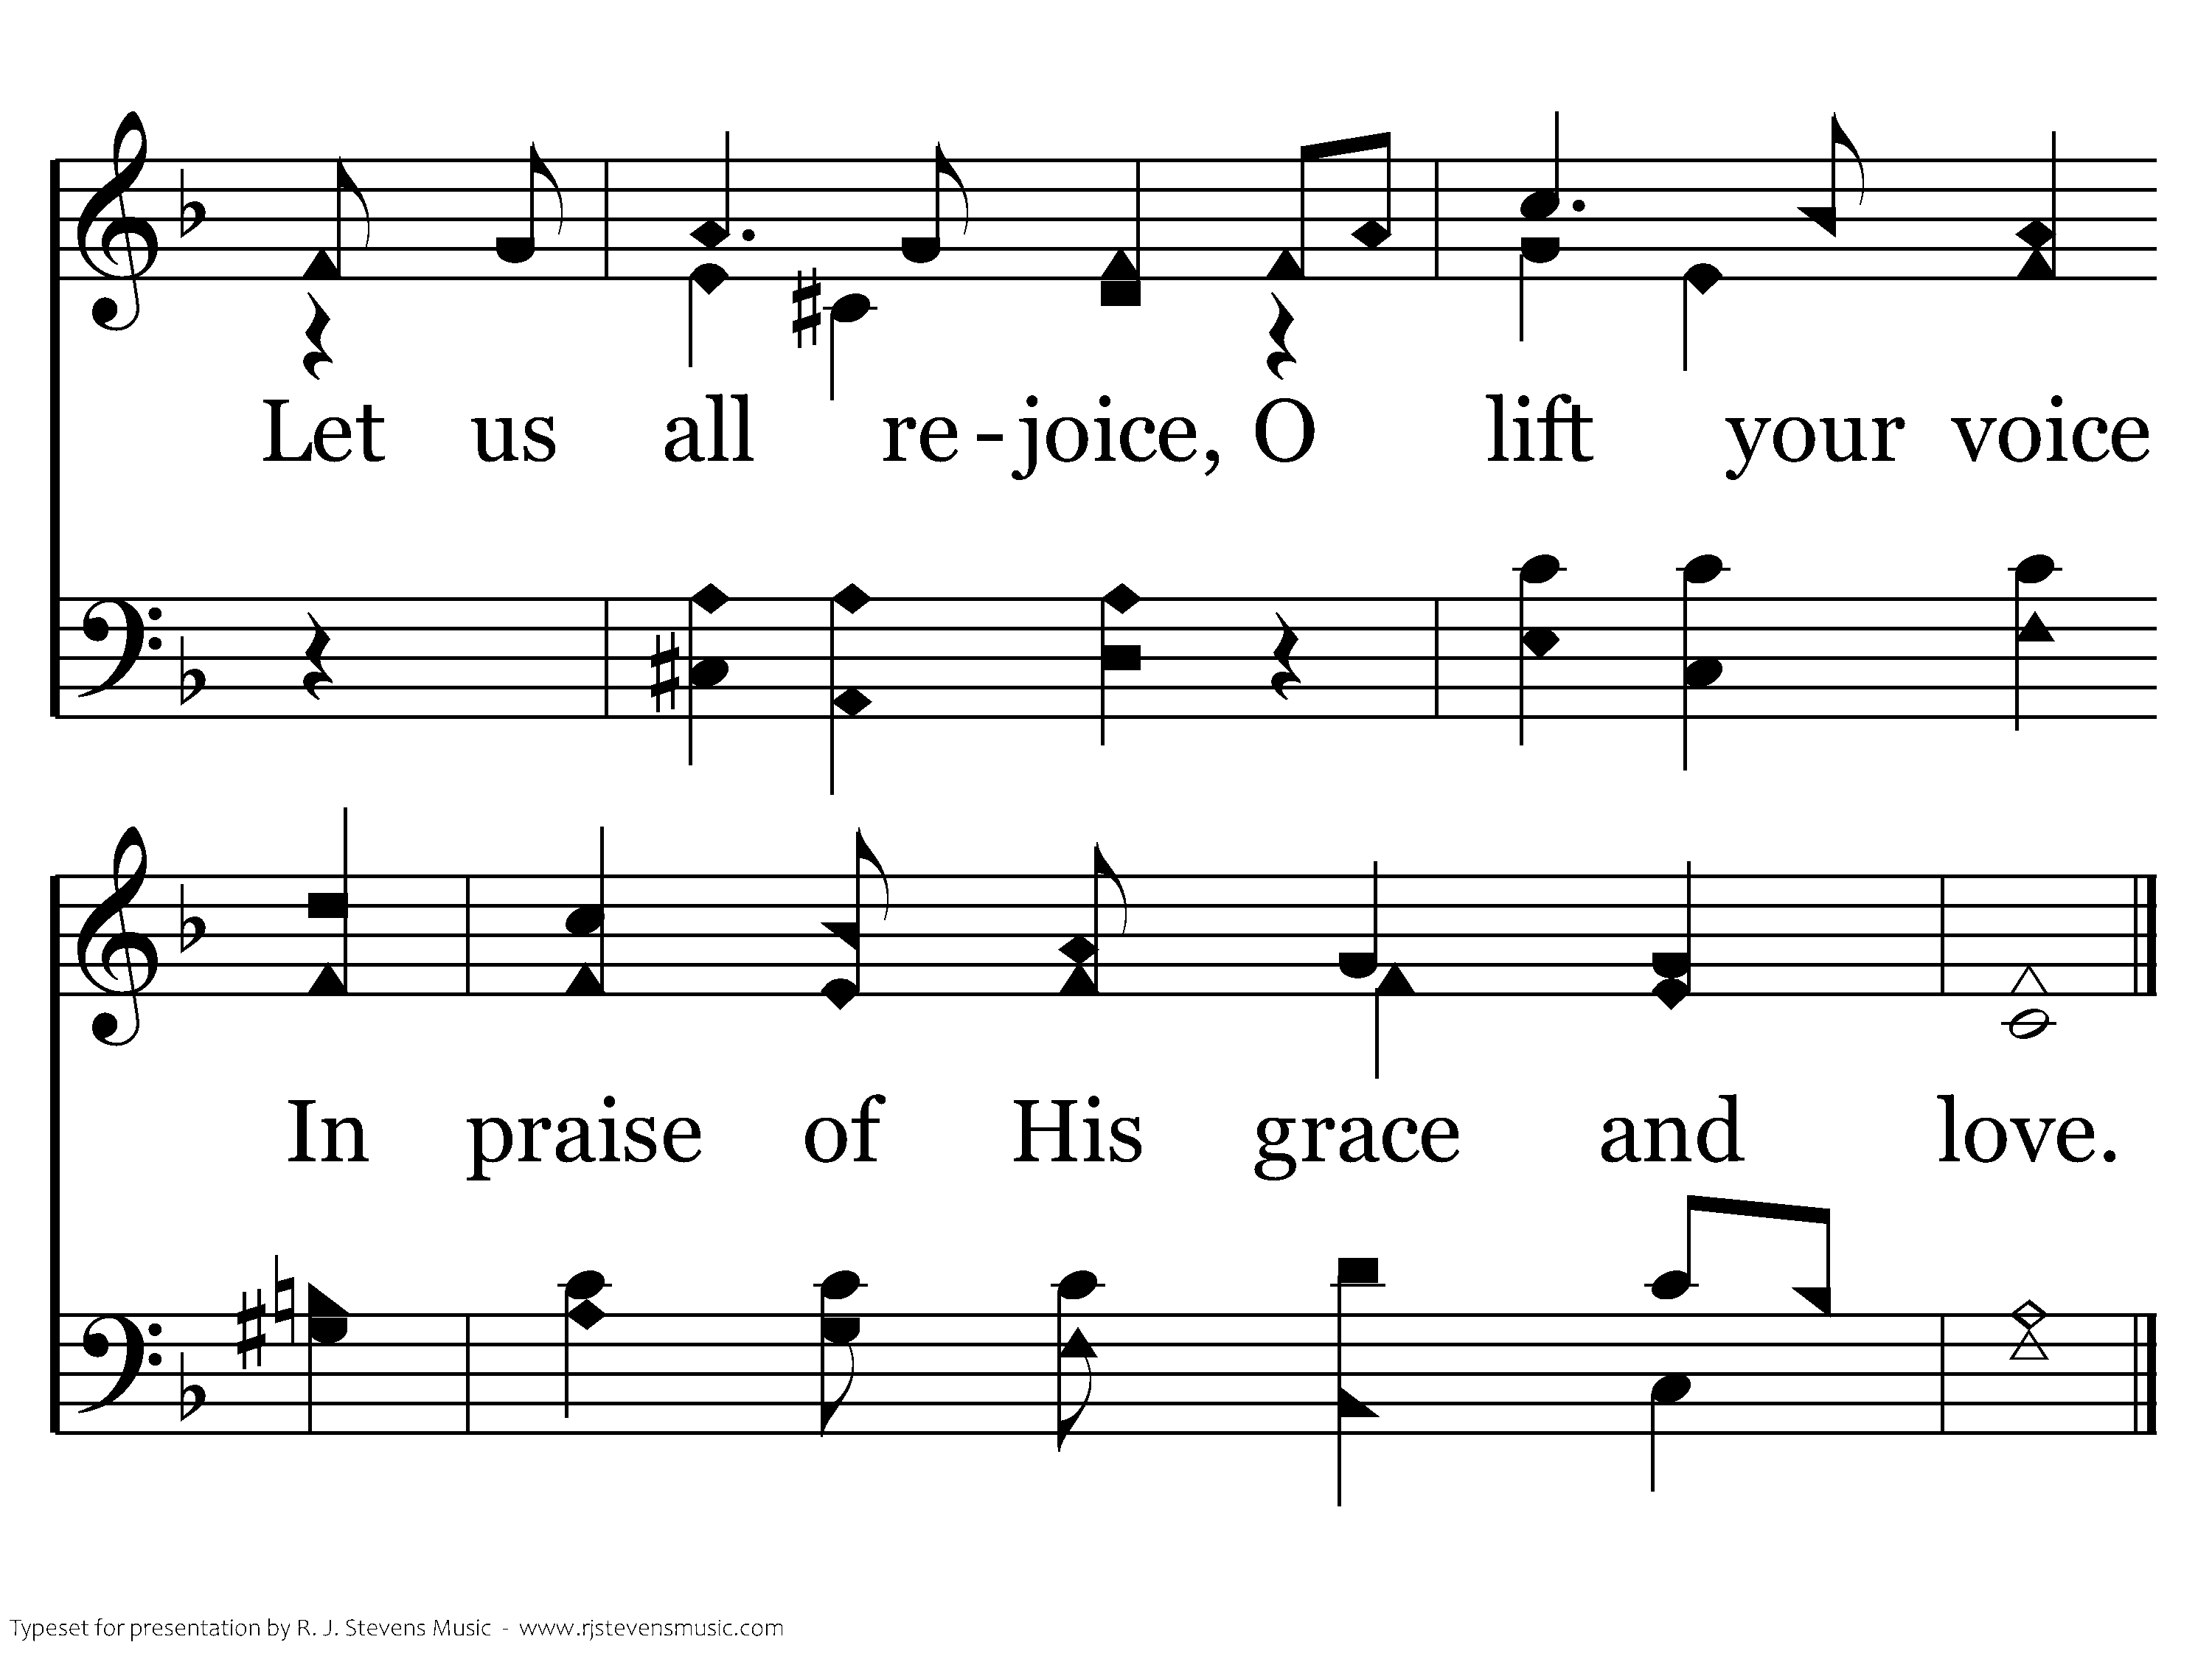 Let us all re - joice, O lift your voice
In praise of His grace and love.
Typeset for presentation by R. J. Stevens Music - www.rjstevensmusic.com